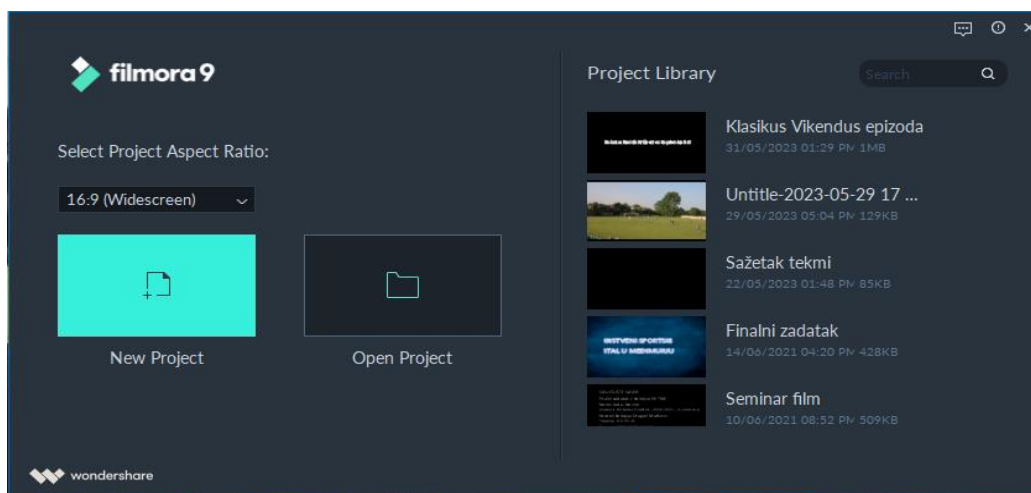 filmora 9
Select Project Aspect Ratio:
16:9 (Widescreen)
New Project
Open Project
wondershare
Project Library
Search
Klasikus Vikendus epizoda
31/05/2023 01:29 PM 1MB
Untitle-2023-05-29 17 ...
29/05/2023 05:04 PM 129KB
Sažetak tekmi
22/05/2023 01:48 PM 85KB
Finalni zadatak
14/06/2021 04:20 PM 428KB
Seminar film
10/06/2021 08:52 PM 509KB